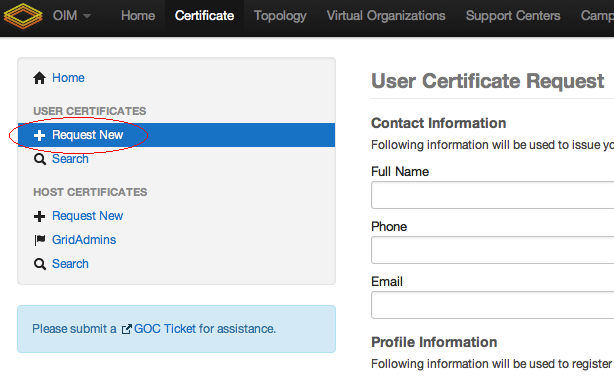 OIM Home Certificate Topology Virtual Organizations Support Centers Camp
Home
USER CERTIFICATES
Request New
Search
HOST CERTIFICATES
Request New
GridAdmins
Search
Please submit a GOC Ticket for assistance.
User Certificate Request
Contact Information
Following information will be used to issue yo
Full Name
Phone
Email
Profile Information
Following information will be used to register